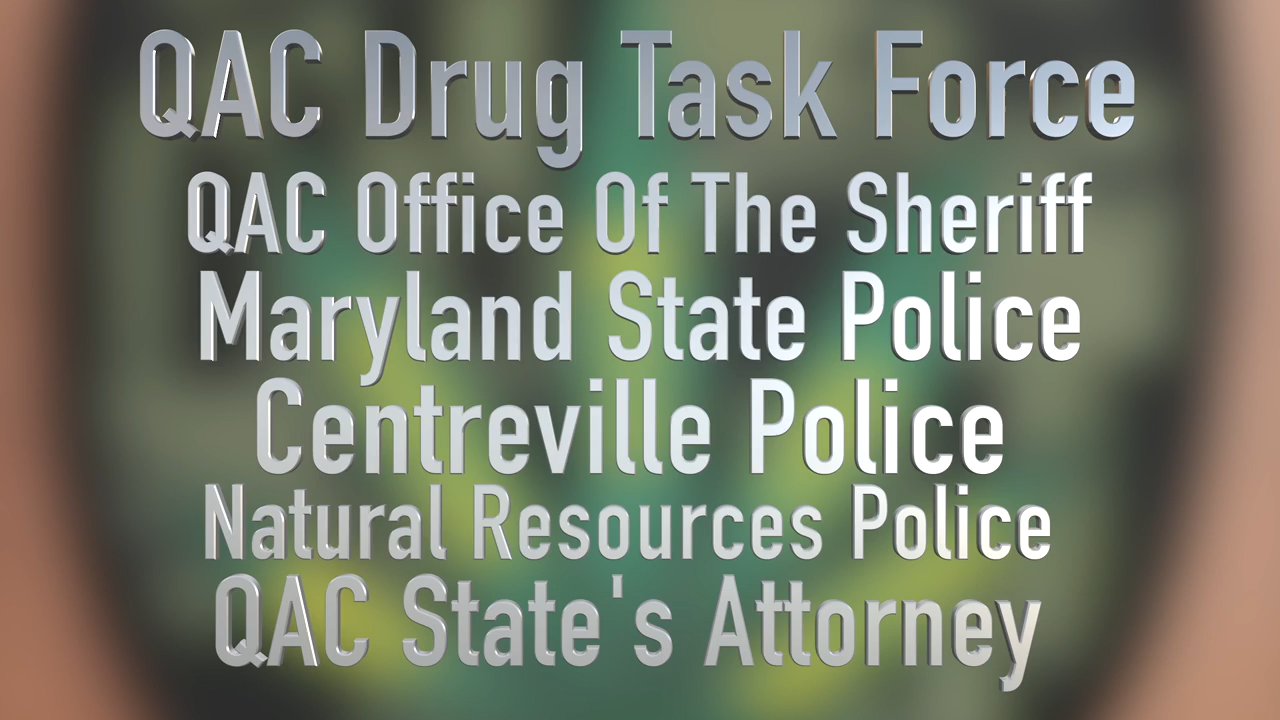 QAC Drug Task Force
QAC Office Of The Sheriff
Maryland State Police
Centreville Police
Natural Resources Police
QAC State's Attorney